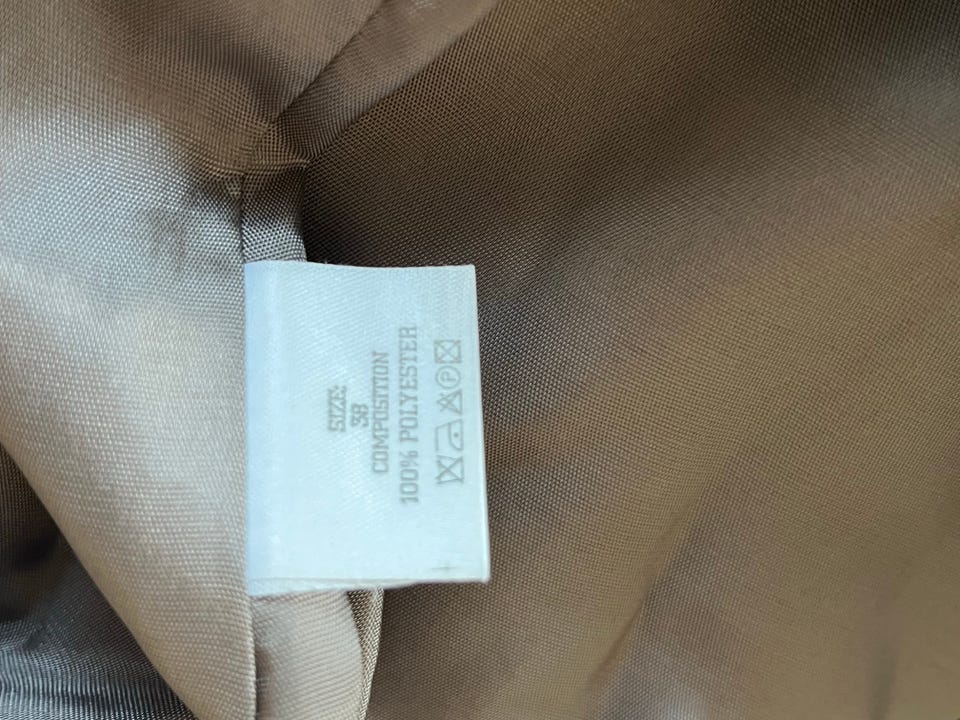 SIZE:
38
COMPOSITION
100% POLYESTER
P